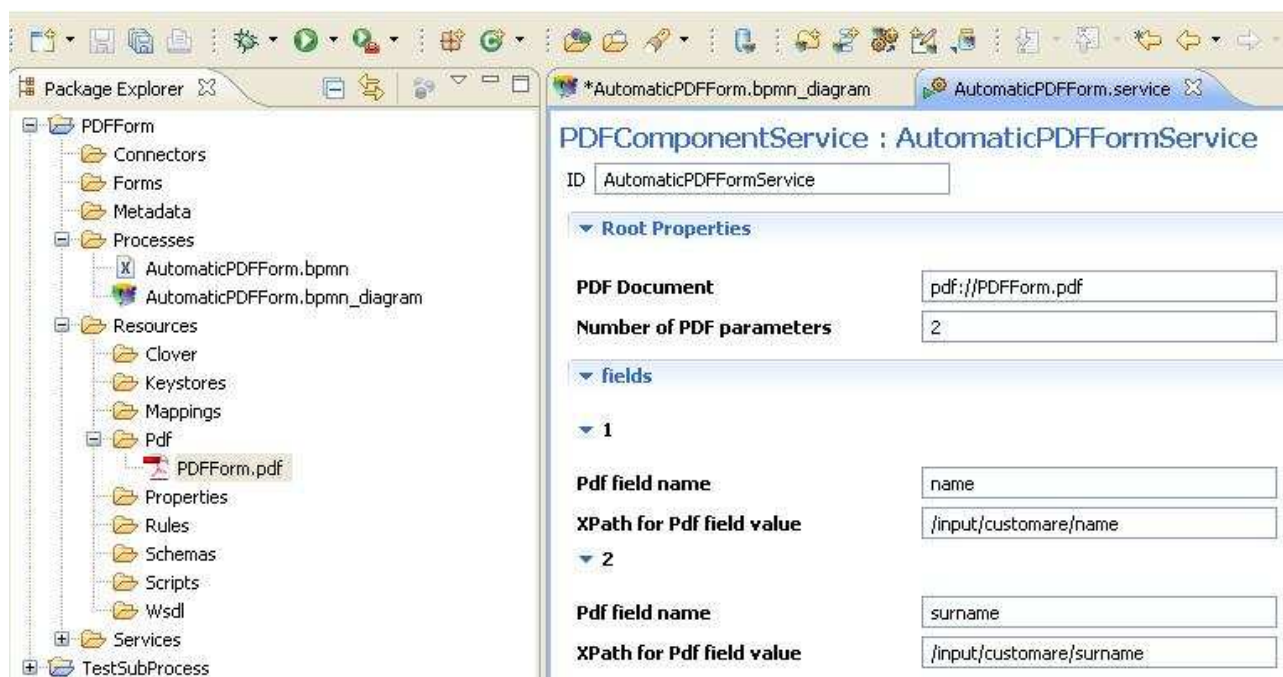 Package Explorer
PDFForm
Connectors
Forms
Metadata
Processes
AutomaticPDFForm.bpmn
AutomaticPDFForm.bpmn_diagram
Resources
Clover
Keystores
Mappings
Pdf
PDFForm.pdf
Properties
Rules
Schemas
Scripts
Wsdl
Services
TestSubProcess
*AutomaticPDFForm.bpmn_diagram
AutomaticPDFForm.service
PDFComponentService : AutomaticPDFFormService
ID AutomaticPDFFormService
Root Properties
PDF Document pdf://PDFForm.pdf
Number of PDF parameters 2
fields
1
Pdf field name name
XPath for Pdf field value /input/customare/name
2
Pdf field name surname
XPath for Pdf field value /input/customare/surname